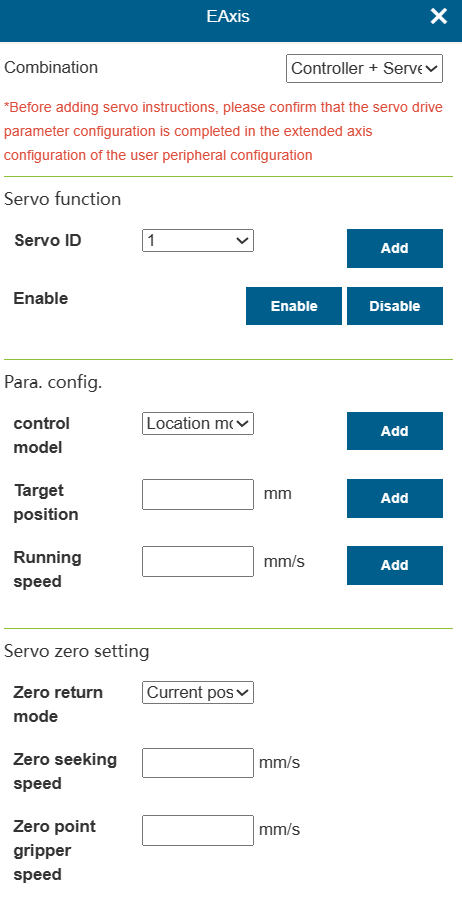 EAxis
Combination
Controller + Serve
*Before adding servo instructions, please confirm that the servo drive
parameter configuration is completed in the extended axis
configuration of the user peripheral configuration
Servo function
Servo ID 1 Add
Enable Enable Disable
Para. config.
control
model
Location mo
Add
Target
position
mm
Add
Running
speed
mm/s
Add
Servo zero setting
Zero return
mode
Current pos
Zero seeking
speed
mm/s
Zero point
gripper
speed
mm/s